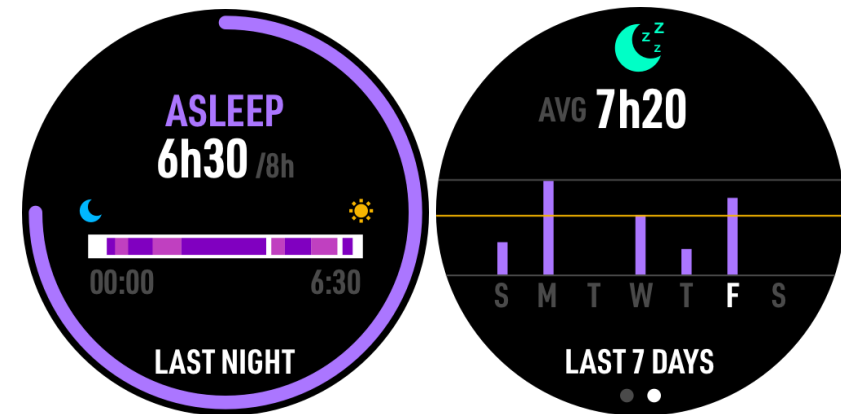 ASLEEP
6h30 /8h
00:00 6:30
LAST NIGHT
z z z
AVG 7h20
S M T W T F S
LAST 7 DAYS